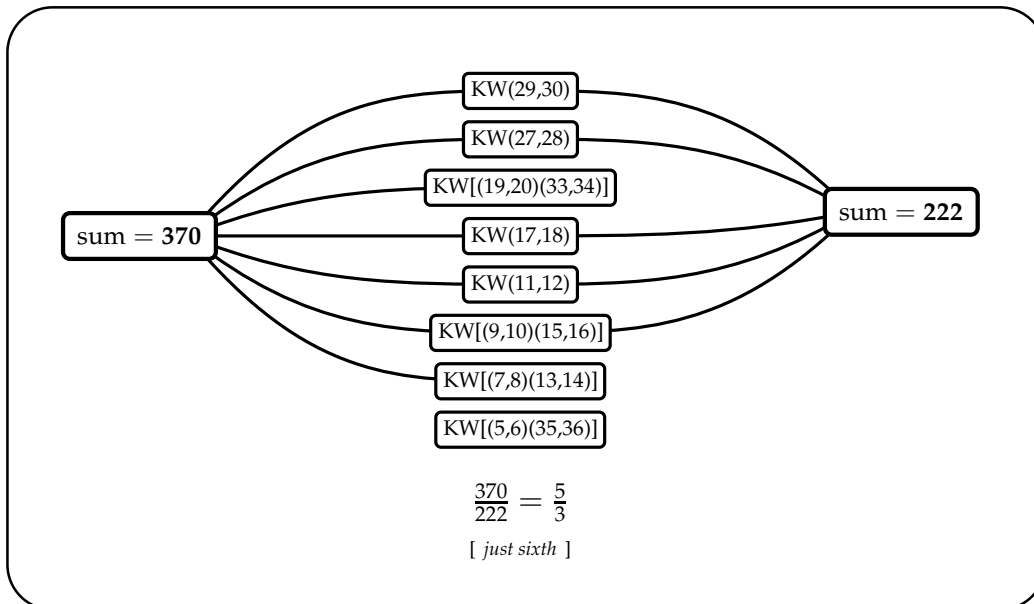 KW(29,30)
KW(27,28)
KW[(19,20)(33,34)]
sum = 370
KW(17,18)
sum = 222
KW(11,12)
KW[(9,10)(15,16)]
KW[(7,8)(13,14)]
KW[(5,6)(35,36)]
370/222 = 5/3
[ just sixth ]